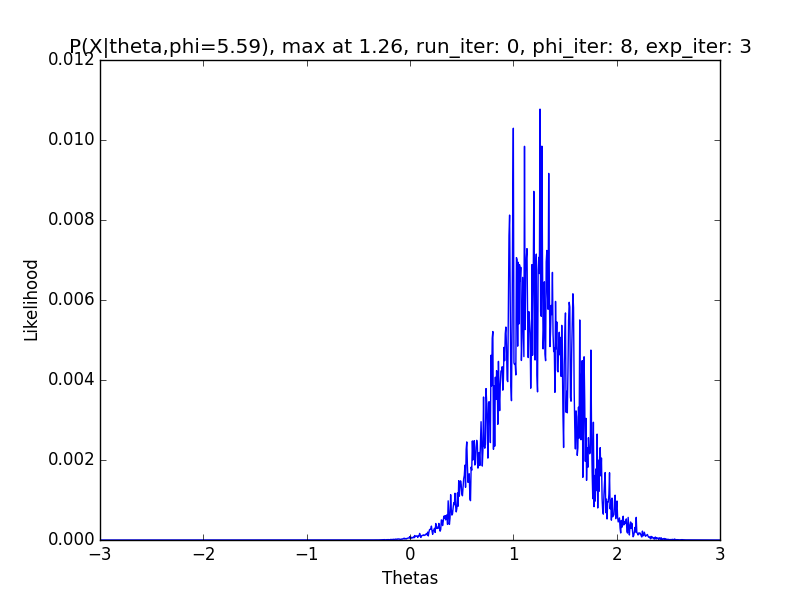 P(X|theta,phi=5.59), max at 1.26, run_iter: 0, phi_iter: 8, exp_iter: 3
0.012
0.010
0.008
0.006
0.004
0.002
0.000
Likelihood
−3 −2 −1 0 1 2 3
Thetas